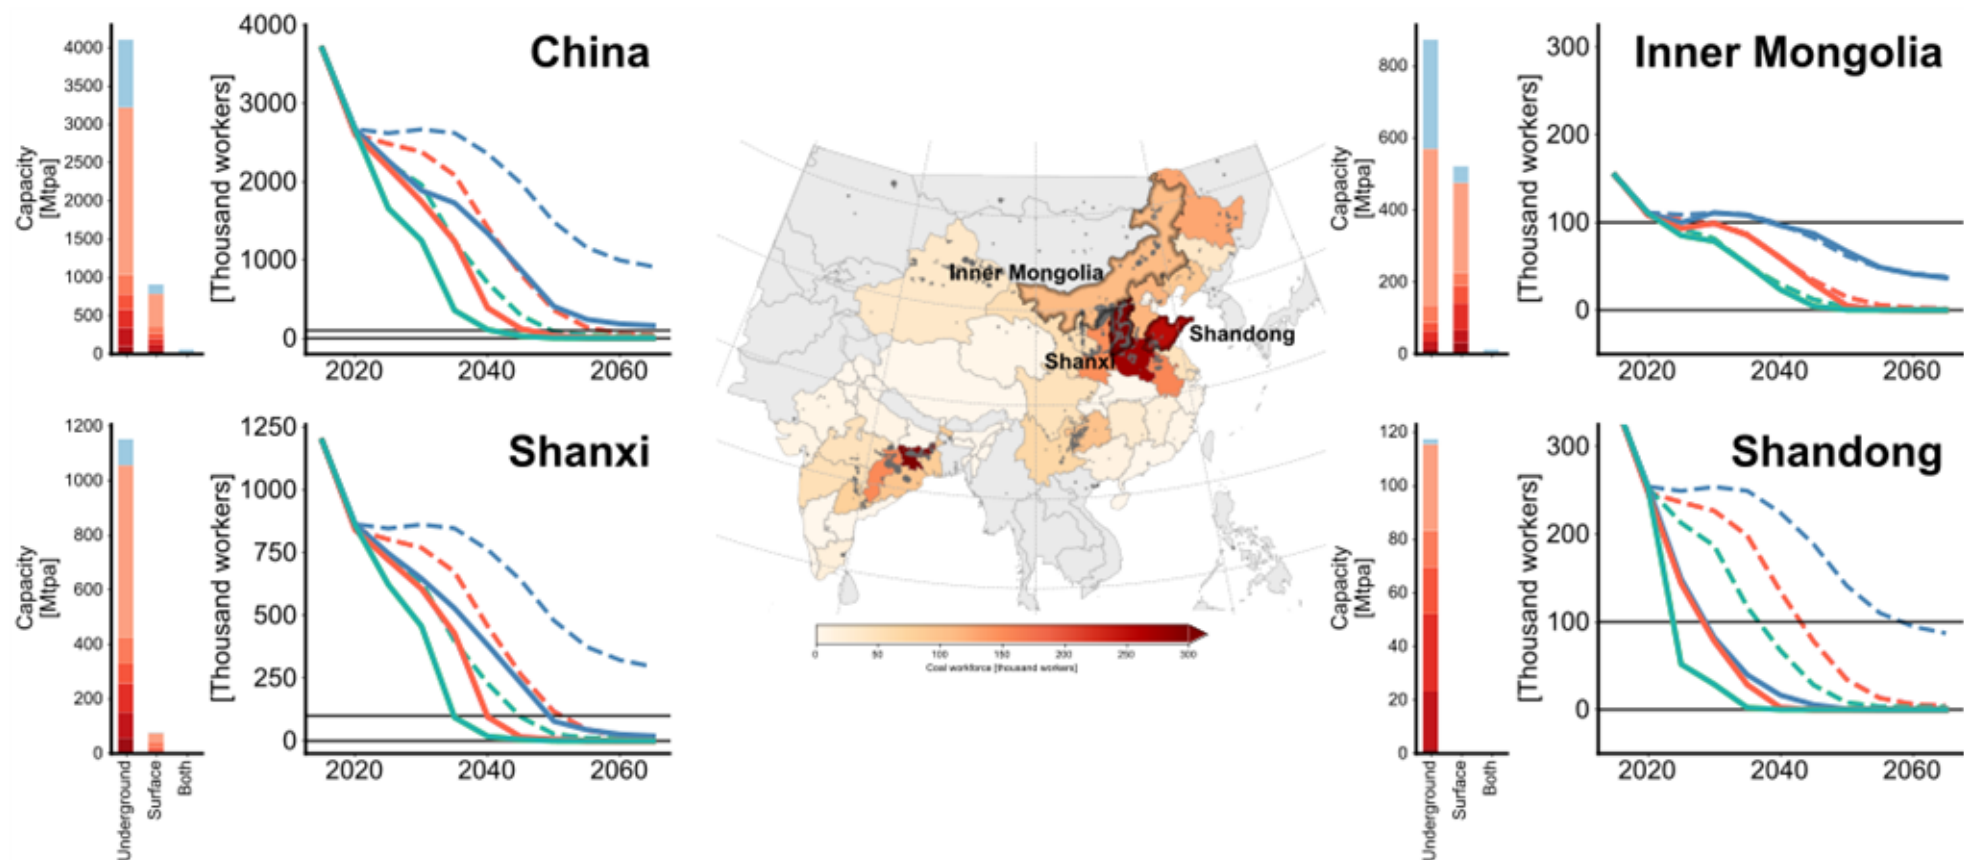 China
4000
3500
3000
2500
2000
1500
1000
500
0
Capacity
[Mtpa]
4000
3000
2000
1000
0
[Thousand workers]
2020
2040
2060
Inner Mongolia
800
600
400
200
0
Capacity
[Mtpa]
300
200
100
0
[Thousand workers]
2020
2040
2060
Inner Mongolia
Shandong
Shanxi
0
50
100
150
200
250
300
Coal workforce [thousand workers]
Shanxi
1200
1000
800
600
400
200
0
Capacity
[Mtpa]
Underground
Surface
Both
1250
1000
750
500
250
0
[Thousand workers]
2020
2040
2060
Shandong
120
100
80
60
40
20
0
Capacity
[Mtpa]
Underground
Surface
Both
300
200
100
0
[Thousand workers]
2020
2040
2060